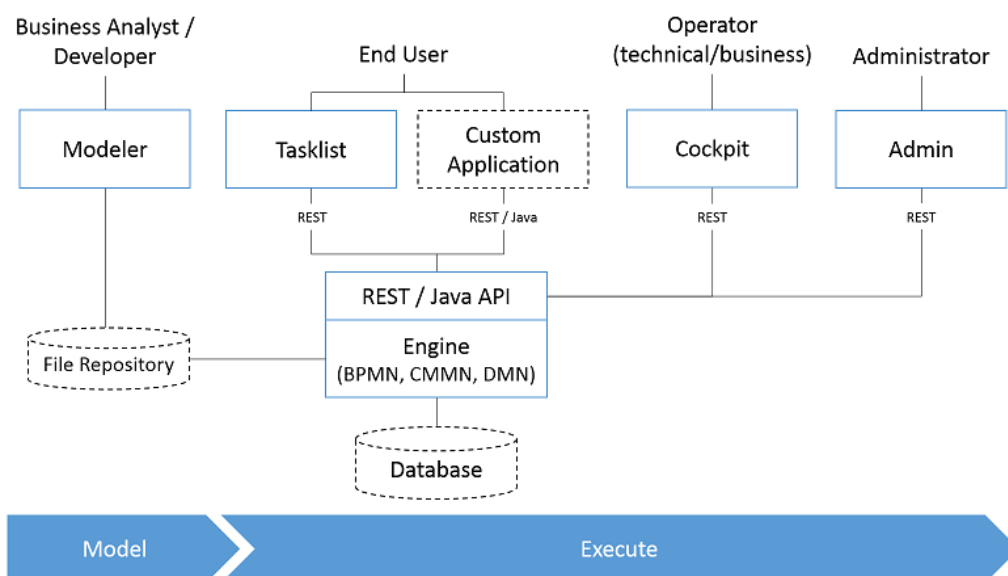 Business Analyst /
Developer
End User
Operator
(technical/business)
Administrator
Modeler
Tasklist
Custom
Application
Cockpit
Admin
REST
REST / Java
REST
REST
REST / Java API
File Repository
Engine
(BPMN, CMMN, DMN)
Database
Model
Execute